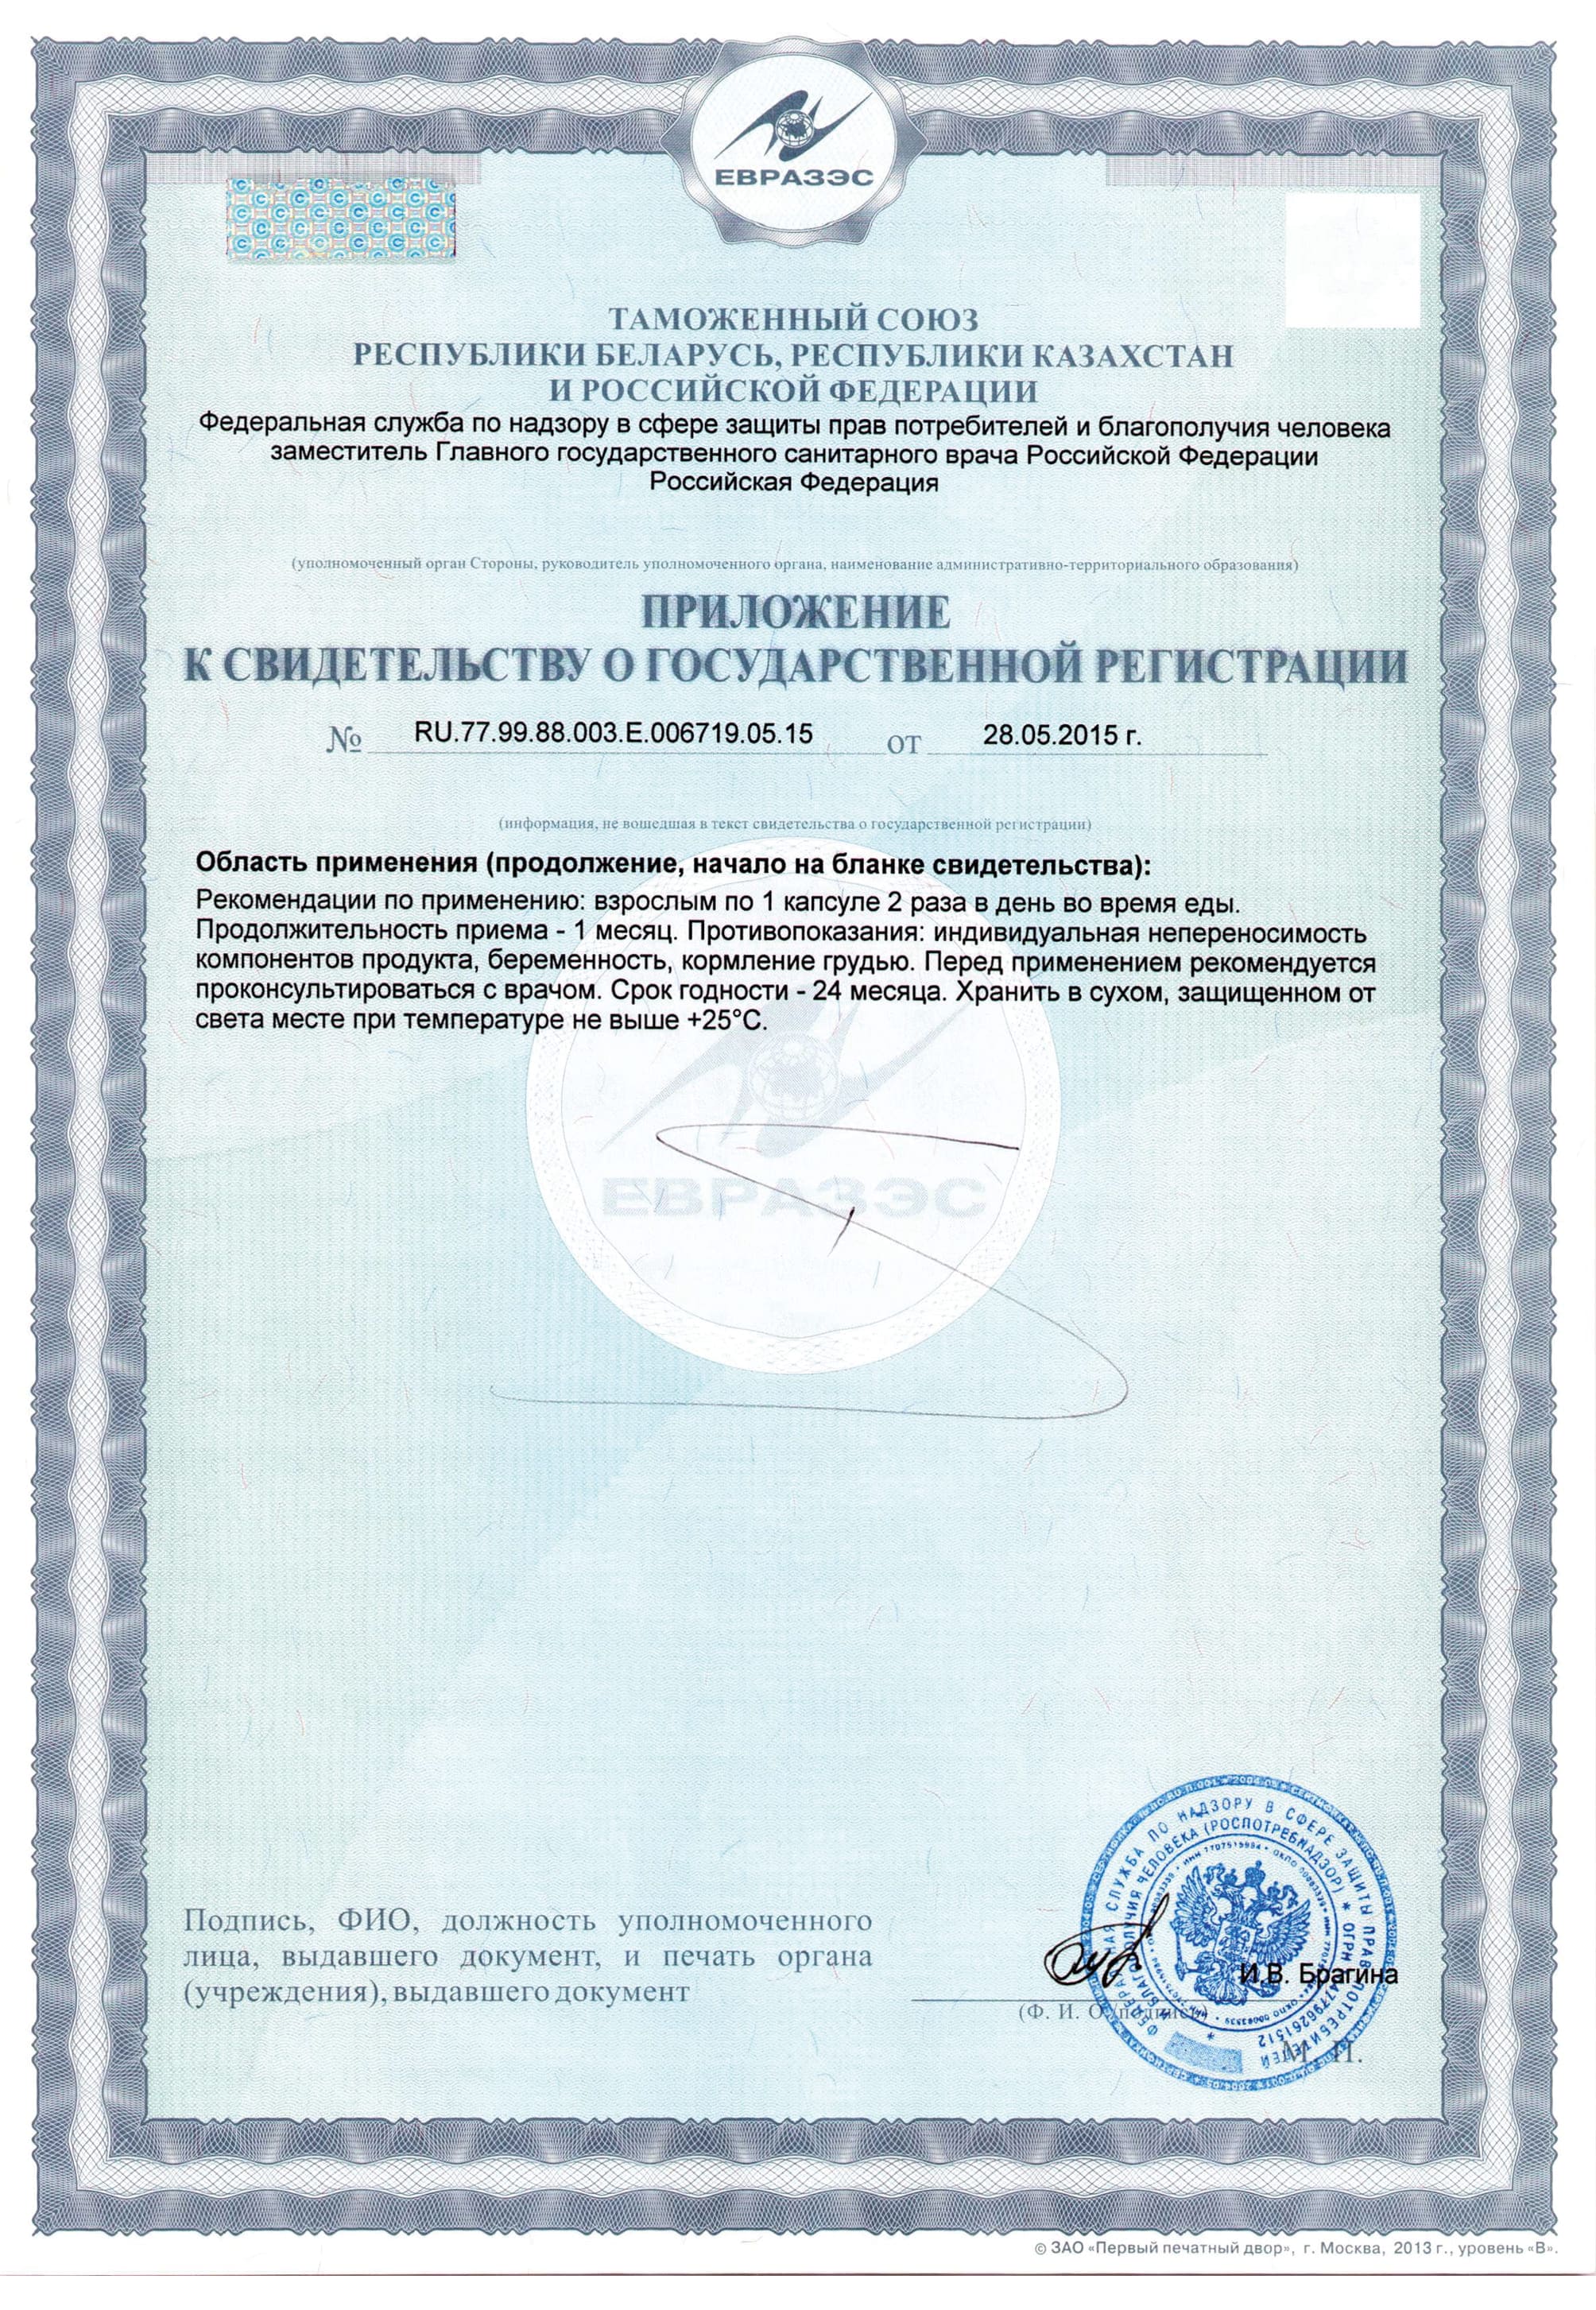 ЕВРАЗЭС
ТАМОЖЕННЫЙ СОЮЗ
РЕСПУБЛИКИ БЕЛАРУСЬ, РЕСПУБЛИКИ КАЗАХСТАН
И РОССИЙСКОЙ ФЕДЕРАЦИИ
Федеральная служба по надзору в сфере защиты прав потребителей и благополучия человека
заместитель Главного государственного санитарного врача Российской Федерации
Российская Федерация
(уполномоченный орган Стороны, руководитель уполномоченного органа, наименование административно-территориального образования)
ПРИЛОЖЕНИЕ
К СВИДЕТЕЛЬСТВУ О ГОСУДАРСТВЕННОЙ РЕГИСТРАЦИИ
№ RU.77.99.88.003.Е.006719.05.15 от 28.05.2015 г.
(информация, не вошедшая в текст свидетельства о государственной регистрации)
Область применения (продолжение, начало на бланке свидетельства):
Рекомендации по применению: взрослым по 1 капсуле 2 раза в день во время еды.
Продолжительность приема - 1 месяц. Противопоказания: индивидуальная непереносимость
компонентов продукта, беременность, кормление грудью. Перед применением рекомендуется
проконсультироваться с врачом. Срок годности - 24 месяца. Хранить в сухом, защищенном от
света месте при температуре не выше +25°С.
ЕВРАЗЭС
Подпись, ФИО, должность уполномоченного
лица, выдавшего документ, и печать органа
(учреждения), выдавшего документ
И.В. Брагина
(Ф. И. О./подпись)
М. П.
ФЕДЕРАЛЬНАЯ СЛУЖБА ПО НАДЗОРУ В СФЕРЕ ЗАЩИТЫ ПРАВ ПОТРЕБИТЕЛЕЙ
И БЛАГОПОЛУЧИЯ ЧЕЛОВЕКА (РОСПОТРЕБНАДЗОР) * ОГРН
© ЗАО «Первый печатный двор», г. Москва, 2013 г., уровень «В».